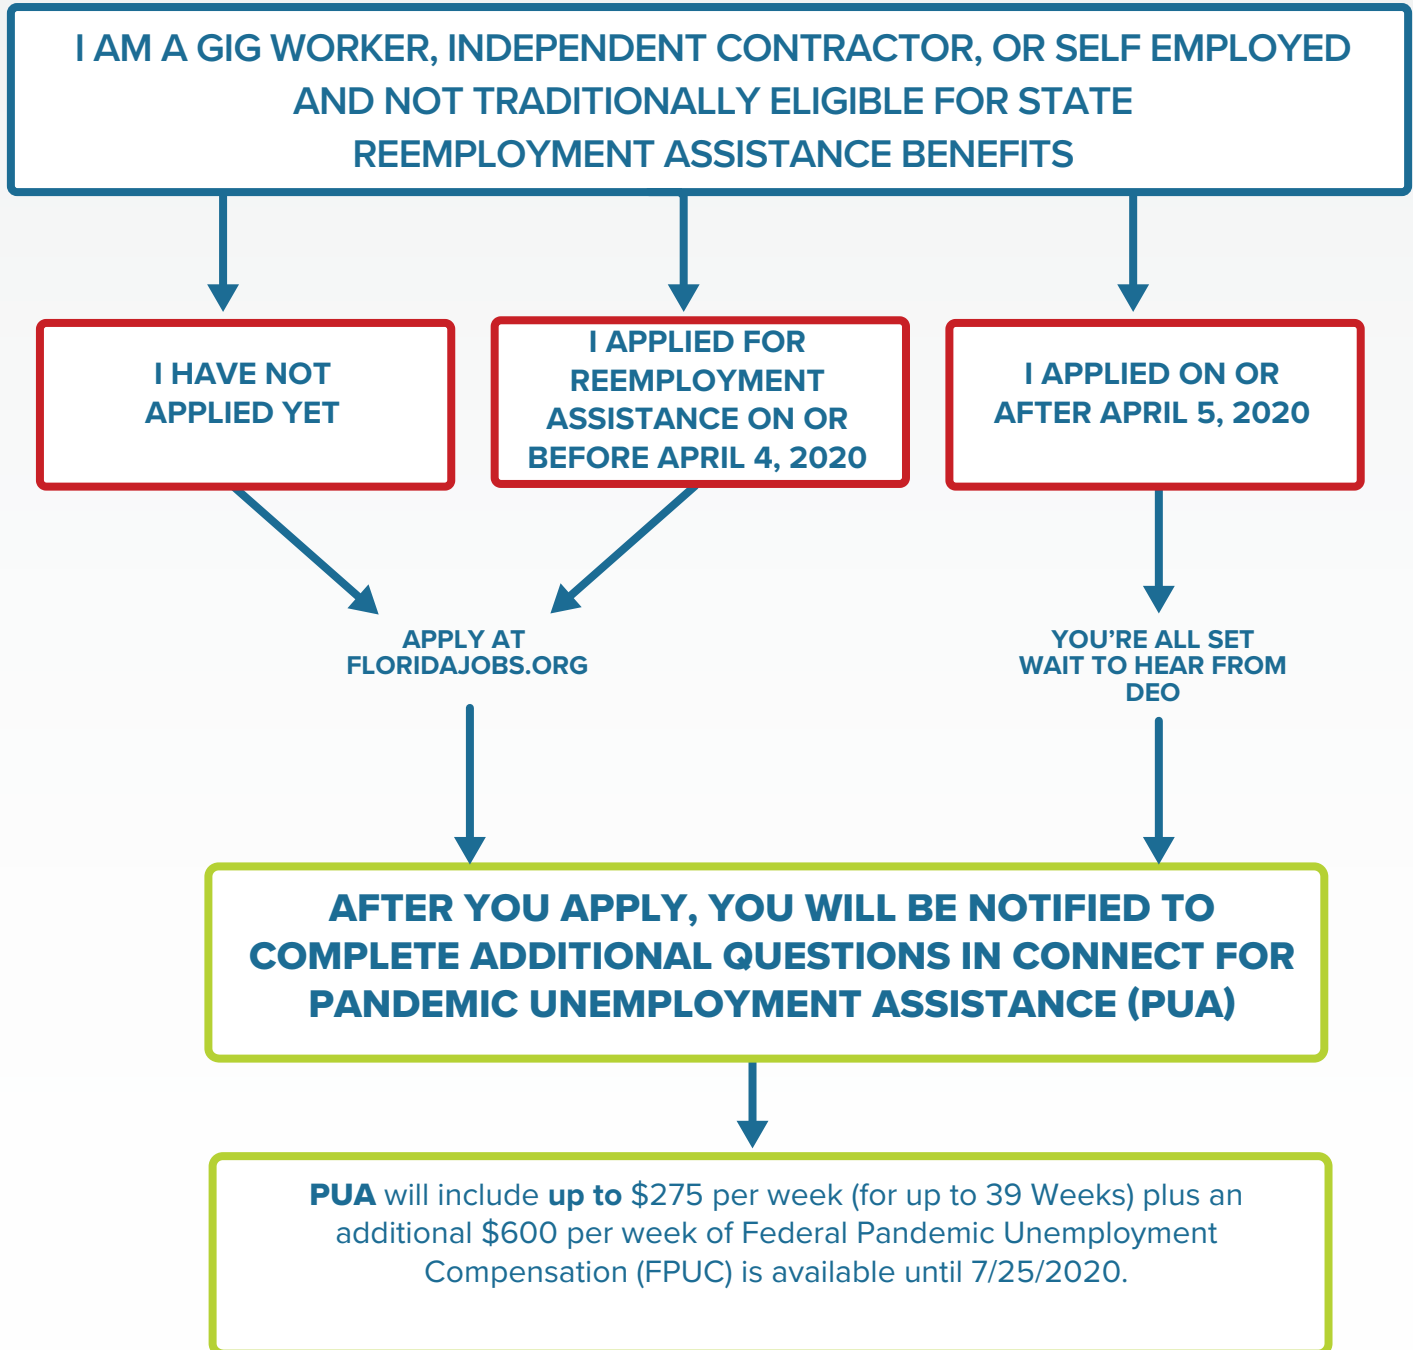 I AM A GIG WORKER, INDEPENDENT CONTRACTOR, OR SELF EMPLOYED
AND NOT TRADITIONALLY ELIGIBLE FOR STATE
REEMPLOYMENT ASSISTANCE BENEFITS
I HAVE NOT
APPLIED YET
I APPLIED FOR
REEMPLOYMENT
ASSISTANCE ON OR
BEFORE APRIL 4, 2020
I APPLIED ON OR
AFTER APRIL 5, 2020
APPLY AT
FLORIDAJOBS.ORG
YOU’RE ALL SET
WAIT TO HEAR FROM
DEO
AFTER YOU APPLY, YOU WILL BE NOTIFIED TO
COMPLETE ADDITIONAL QUESTIONS IN CONNECT FOR
PANDEMIC UNEMPLOYMENT ASSISTANCE (PUA)
PUA will include up to $275 per week (for up to 39 Weeks) plus an
additional $600 per week of Federal Pandemic Unemployment
Compensation (FPUC) is available until 7/25/2020.